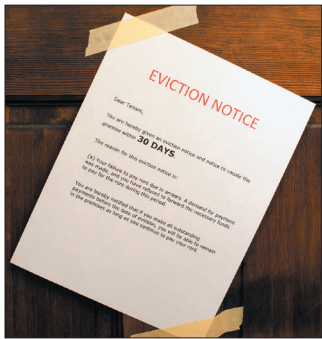 EVICTION NOTICE
Dear Tenant,
You are hereby given an eviction notice and notice to vacate the
premise within 30 DAYS
The reason for this eviction notice is:
(X) Your failure to pay rent due in arrears. A demand for payment
was made, and you have refused to forward the necessary funds
to pay for the rent during this period.
You are hereby notified that if you make all outstanding
payments before the date of eviction, you will be able to remain
in the premises as long as you continue to pay your rent.